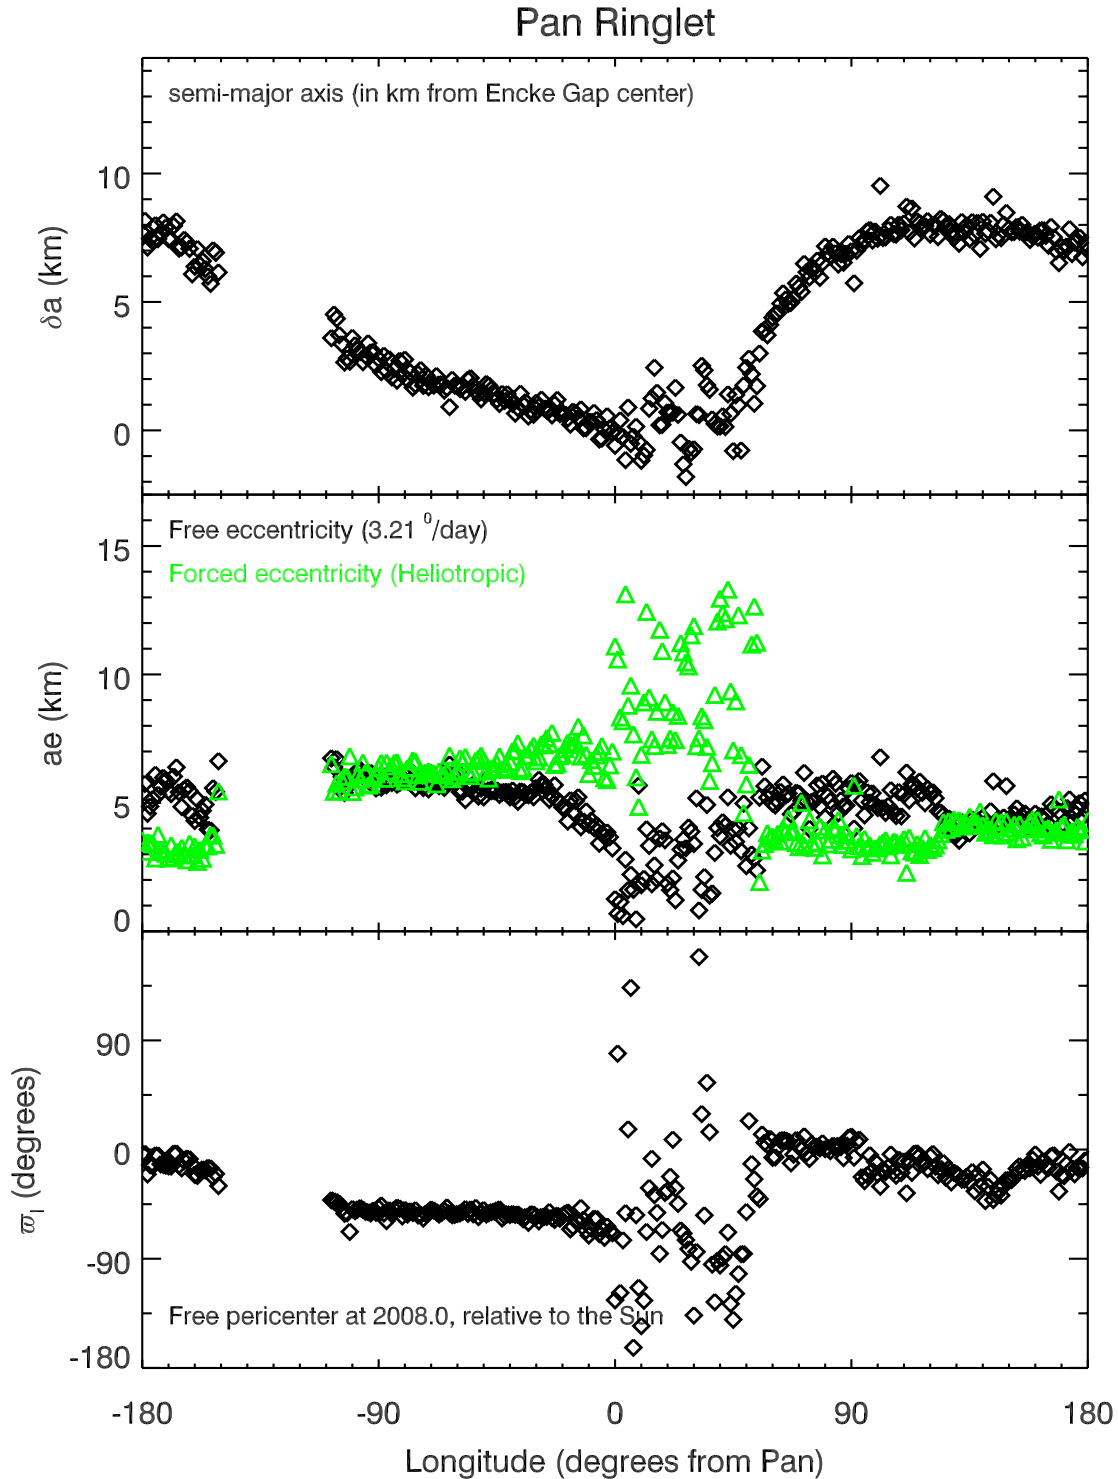 Pan Ringlet
semi-major axis (in km from Encke Gap center)
10
5
0
δa (km)
Free eccentricity (3.21 ⁰/day)
Forced eccentricity (Heliotropic)
15
10
5
0
ae (km)
90
0
-90
-180
ϖₗ (degrees)
Free pericenter at 2008.0, relative to the Sun
-180 -90 0 90 180
Longitude (degrees from Pan)